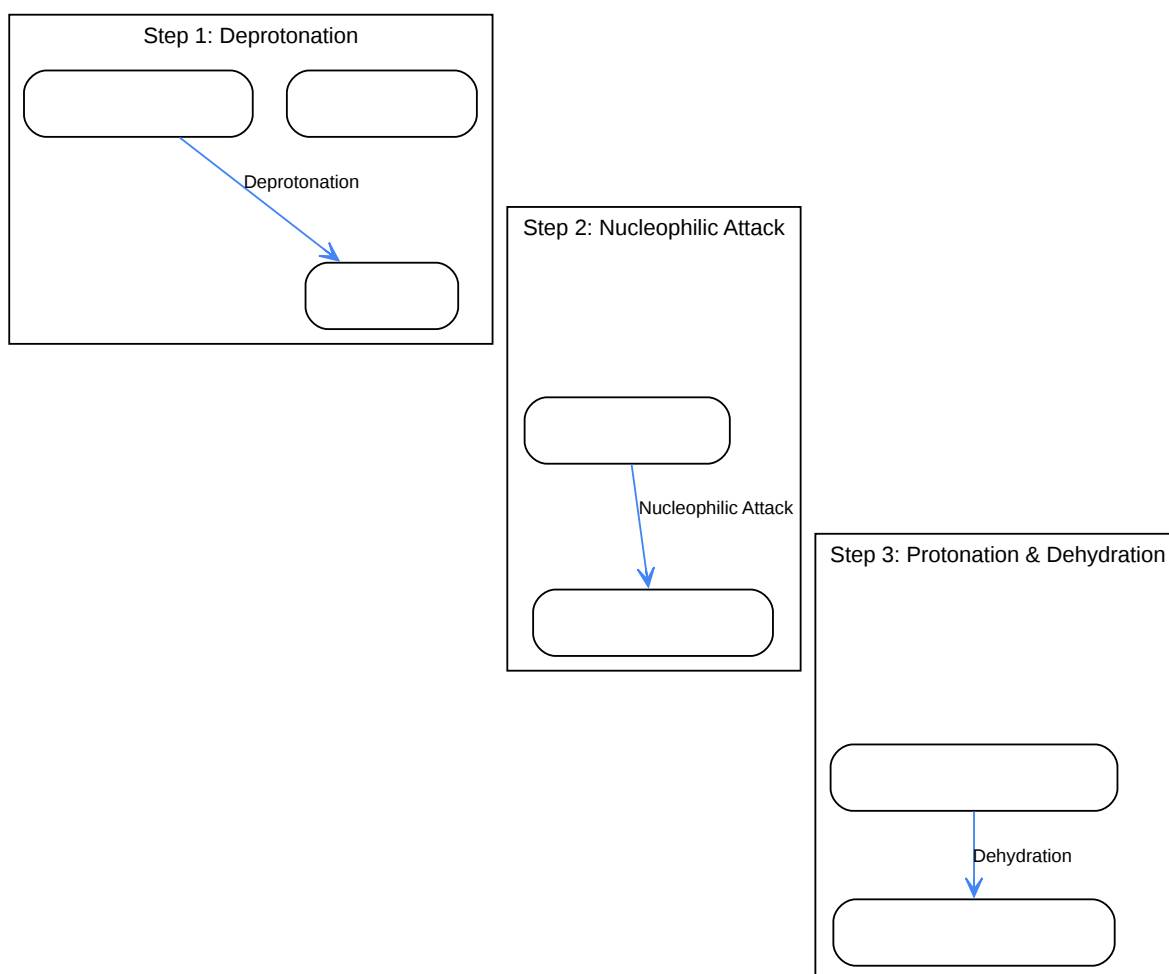 Step 1: Deprotonation
Deprotonation
Step 2: Nucleophilic Attack
Nucleophilic Attack
Step 3: Protonation & Dehydration
Dehydration